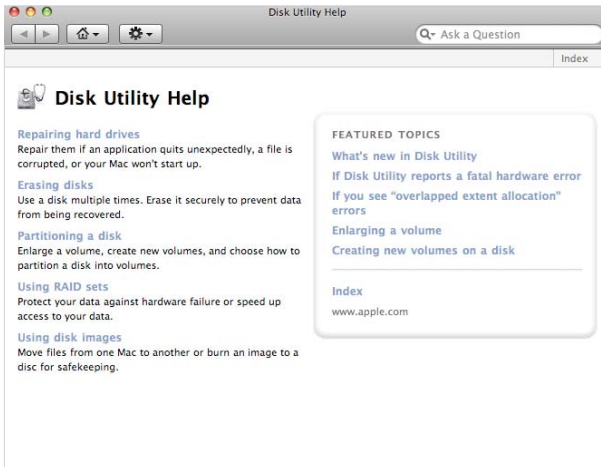 Disk Utility Help
Ask a Question
Index
Disk Utility Help
Repairing hard drives
Repair them if an application quits unexpectedly, a file is
corrupted, or your Mac won't start up.
Erasing disks
Use a disk multiple times. Erase it securely to prevent data
from being recovered.
Partitioning a disk
Enlarge a volume, create new volumes, and choose how to
partition a disk into volumes.
Using RAID sets
Protect your data against hardware failure or speed up
access to your data.
Using disk images
Move files from one Mac to another or burn an image to a
disc for safekeeping.
FEATURED TOPICS
What's new in Disk Utility
If Disk Utility reports a fatal hardware error
If you see "overlapped extent allocation"
errors
Enlarging a volume
Creating new volumes on a disk
Index
www.apple.com